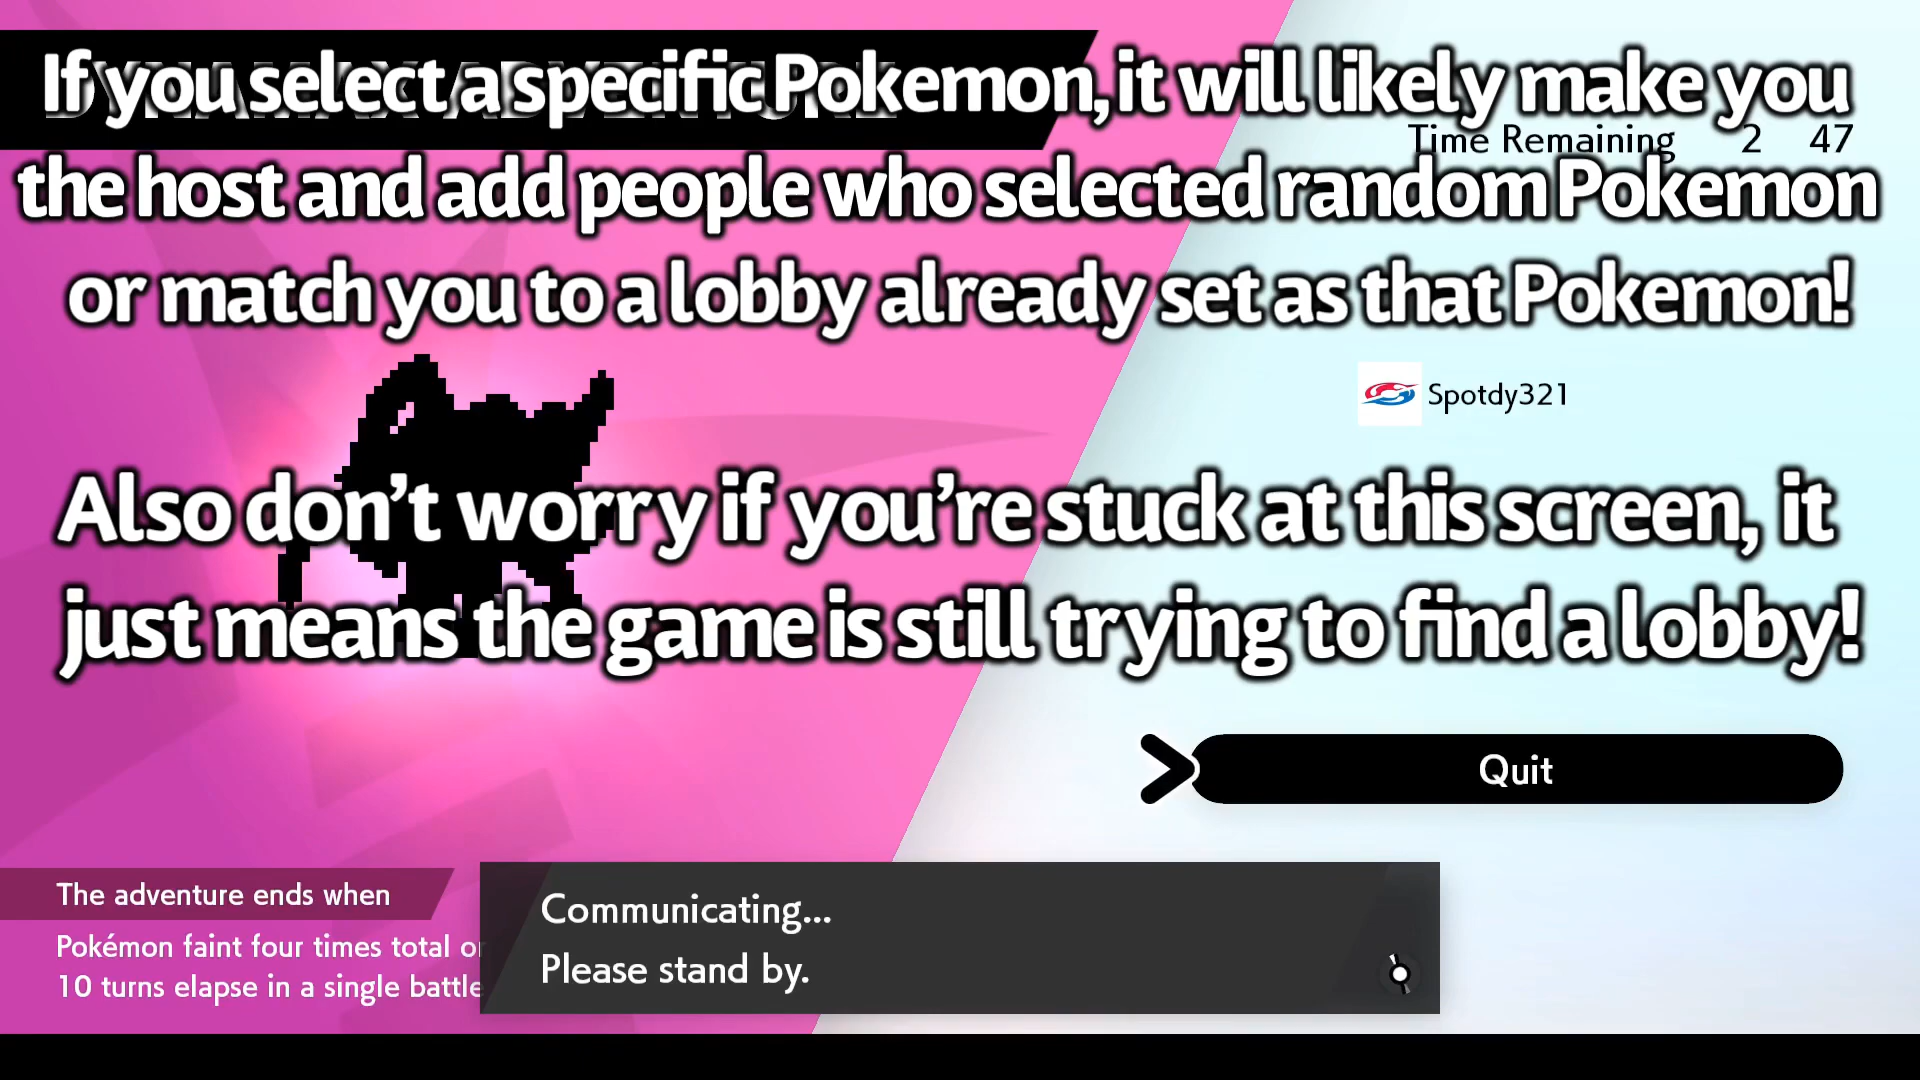 If you select a specific Pokemon, it will likely make you
DYNAMAX ADVENTURE
Time Remaining 2 47
the host and add people who selected random Pokemon
or match you to a lobby already set as that Pokemon!
Spotdy321
Also don't worry if you're stuck at this screen, it
just means the game is still trying to find a lobby!
Quit
The adventure ends when
Pokémon faint four times total or
10 turns elapse in a single battle
Communicating...
Please stand by.